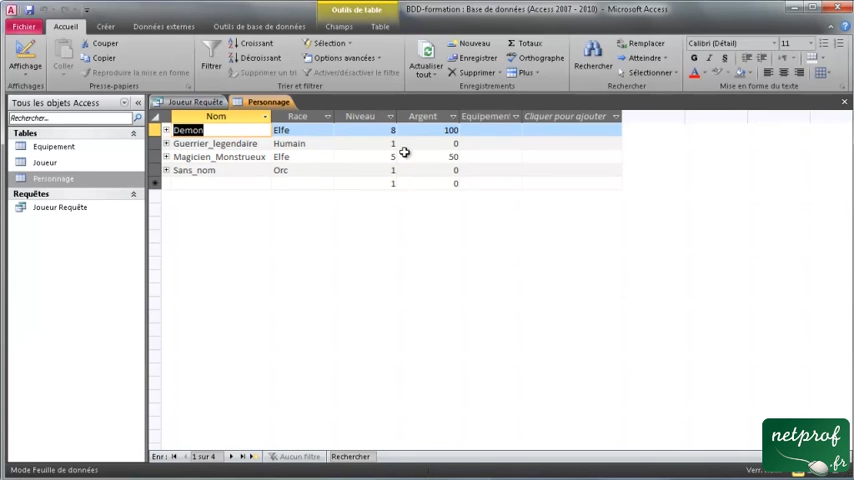 Outils de table
BDD-formation : Base de données (Access 2007 - 2010) - Microsoft Access
Fichier Accueil Créer Données externes Outils de base de données Champs Table
Affichage
Affichages
Coller
Couper
Copier
Reproduire la mise en forme
Presse-papiers
Filtrer
Croissant
Décroissant
Supprimer un tri
Sélection
Options avancées
Activer/désactiver le filtre
Trier et filtrer
Actualiser tout
Nouveau
Enregistrer
Supprimer
Totaux
Orthographe
Plus
Enregistrements
Rechercher
Remplacer
Atteindre
Sélectionner
Rechercher
Calibri (Détail) 11
G I S
A
Mise en forme du texte
Tous les objets Access
Rechercher...
Tables
Equipement
Joueur
Personnage
Requêtes
Joueur Requête
Joueur Requête Personnage
Nom Race Niveau Argent Equipement Cliquer pour ajouter
Demon Elfe 8 100
Guerrier_legendaire Humain 1 0
Magicien_Monstrueux Elfe 5 50
Sans_nom Orc 1 0
1 0
Enr: 1 sur 4 Aucun filtre Rechercher
Mode Feuille de données
netprof
.fr